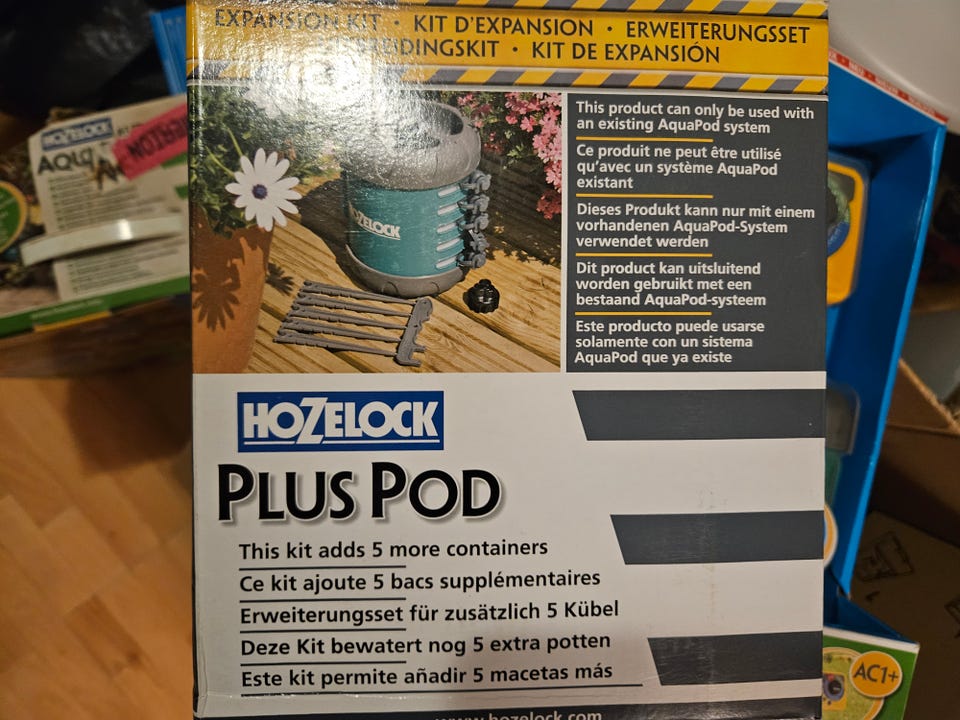 EXPANSION KIT · KIT D'EXPANSION · ERWEITERUNGSSET
· KIT DE EXPANSIÓN
This product can only be used with
an existing AquaPod system
Ce produit ne peut être utilisé
qu'avec un système AquaPod
existant
Dieses Produkt kann nur mit einem
vorhandenen AquaPod-System
verwendet werden
Dit product kan uitsluitend
worden gebruikt met een
bestaand AquaPod-systeem
Este producto puede usarse
solamente con un sistema
AquaPod que ya existe
HOZELOCK
HOZELOCK
PLUS POD
This kit adds 5 more containers
Ce kit ajoute 5 bacs supplémentaires
Erweiterungsset für zusätzlich 5 Kübel
Deze Kit bewatert nog 5 extra potten
Este kit permite añadir 5 macetas más
www.hozelock.com
HOZELOCK
AC1+